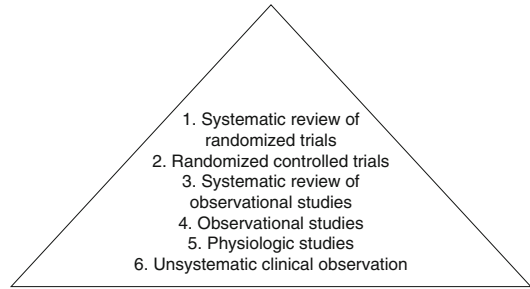 1. Systematic review of
randomized trials
2. Randomized controlled trials
3. Systematic review of
observational studies
4. Observational studies
5. Physiologic studies
6. Unsystematic clinical observation